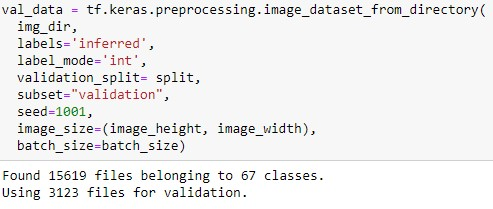 val_data = tf.keras.preprocessing.image_dataset_from_directory(
  img_dir,
  labels='inferred',
  label_mode='int',
  validation_split= split,
  subset="validation",
  seed=1001,
  image_size=(image_height, image_width),
  batch_size=batch_size)
Found 15619 files belonging to 67 classes.
Using 3123 files for validation.